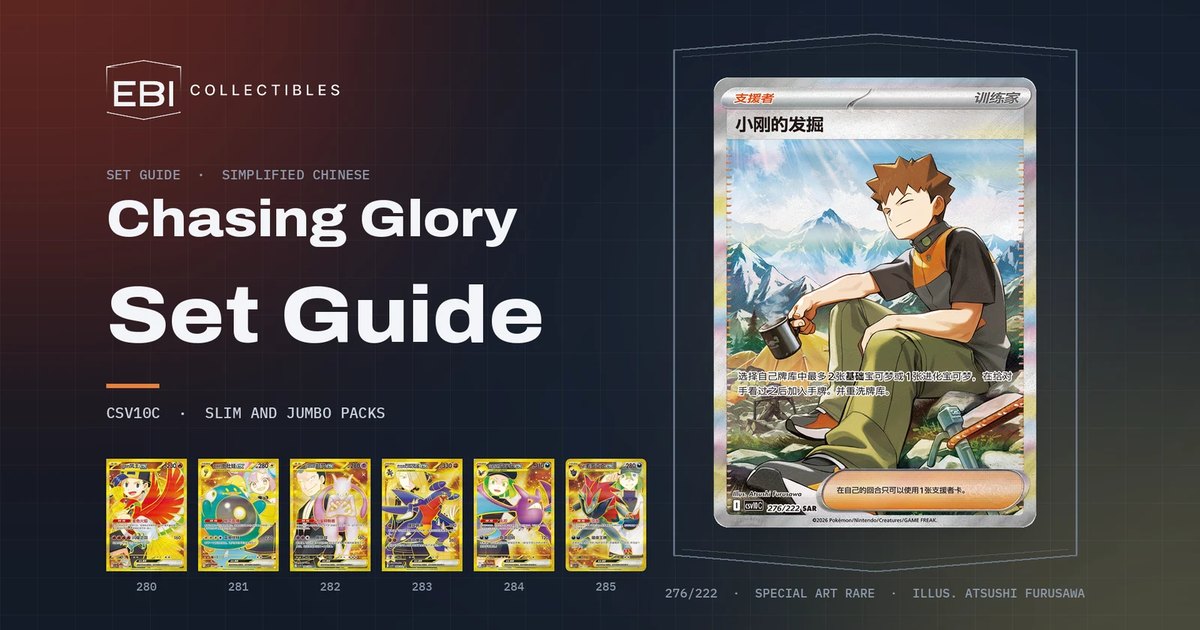 EBI COLLECTIBLES
SET GUIDE · SIMPLIFIED CHINESE
Chasing Glory
Set Guide
CSV10C · SLIM AND JUMBO PACKS
280
281
282
283
284
285
支援者
训练家
小刚的发掘
选择自己牌库中最多2张基础宝可梦或1张进化宝可梦,在给对
手看过之后加入手牌。并重洗牌库。
在自己的回合只可以使用1张支援者卡。
Illus. Atsushi Furusawa
CSV10C 276/222 SAR
©2026 Pokémon/Nintendo/Creatures/GAME FREAK.
276/222 · SPECIAL ART RARE · ILLUS. ATSUSHI FURUSAWA